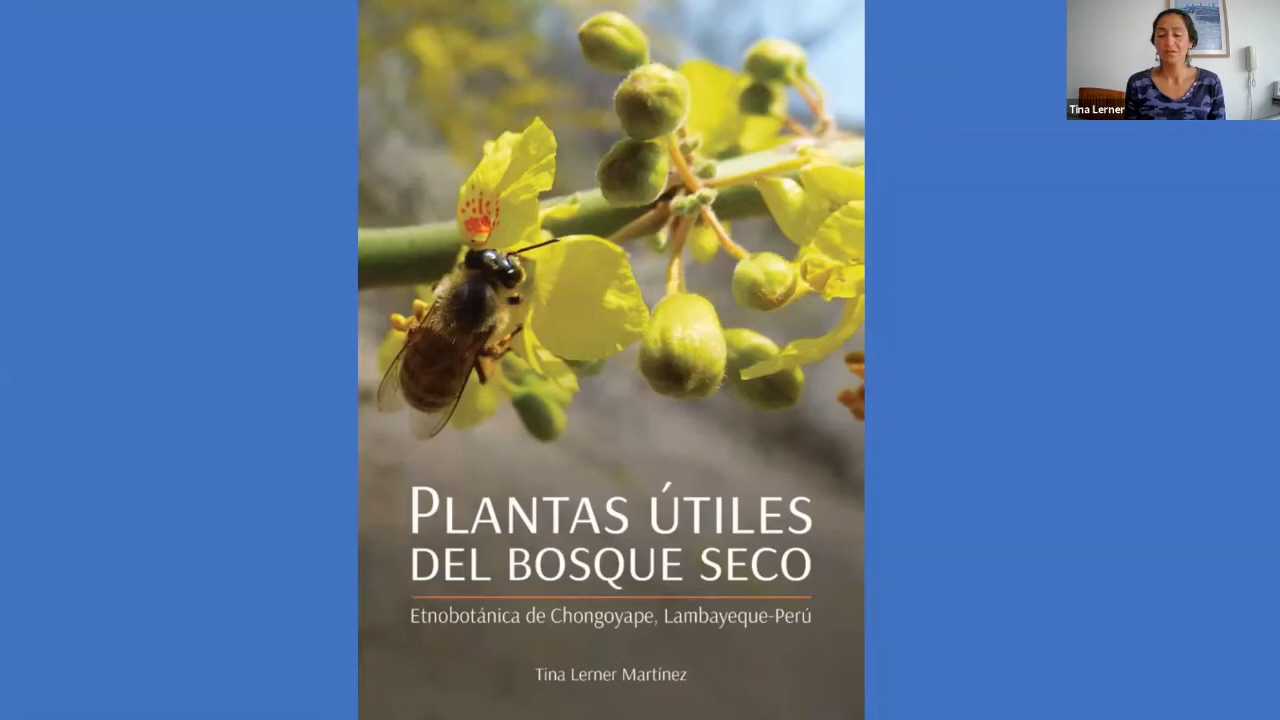 Tina Lerner
PLANTAS ÚTILES
DEL BOSQUE SECO
Etnobotánica de Chongoyape, Lambayeque-Perú
Tina Lerner Martínez